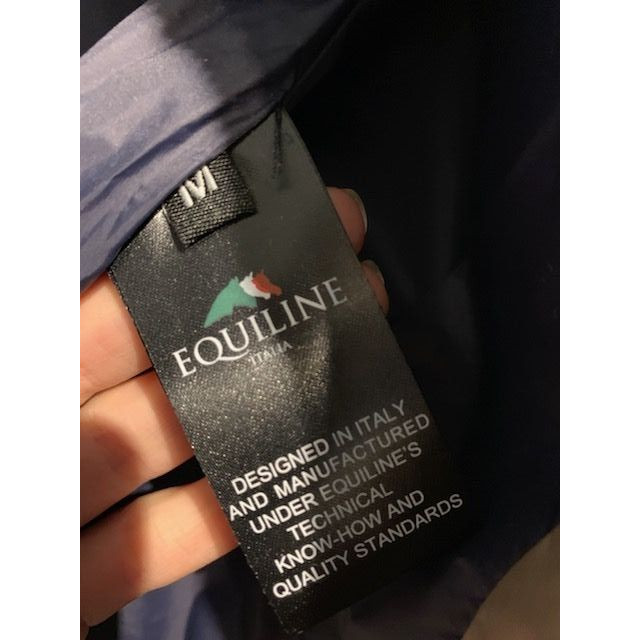 M
EQUILINE
ITALIA
DESIGNED IN ITALY
AND MANUFACTURED
UNDER EQUILINE'S
TECHNICAL
KNOW-HOW AND
QUALITY STANDARDS